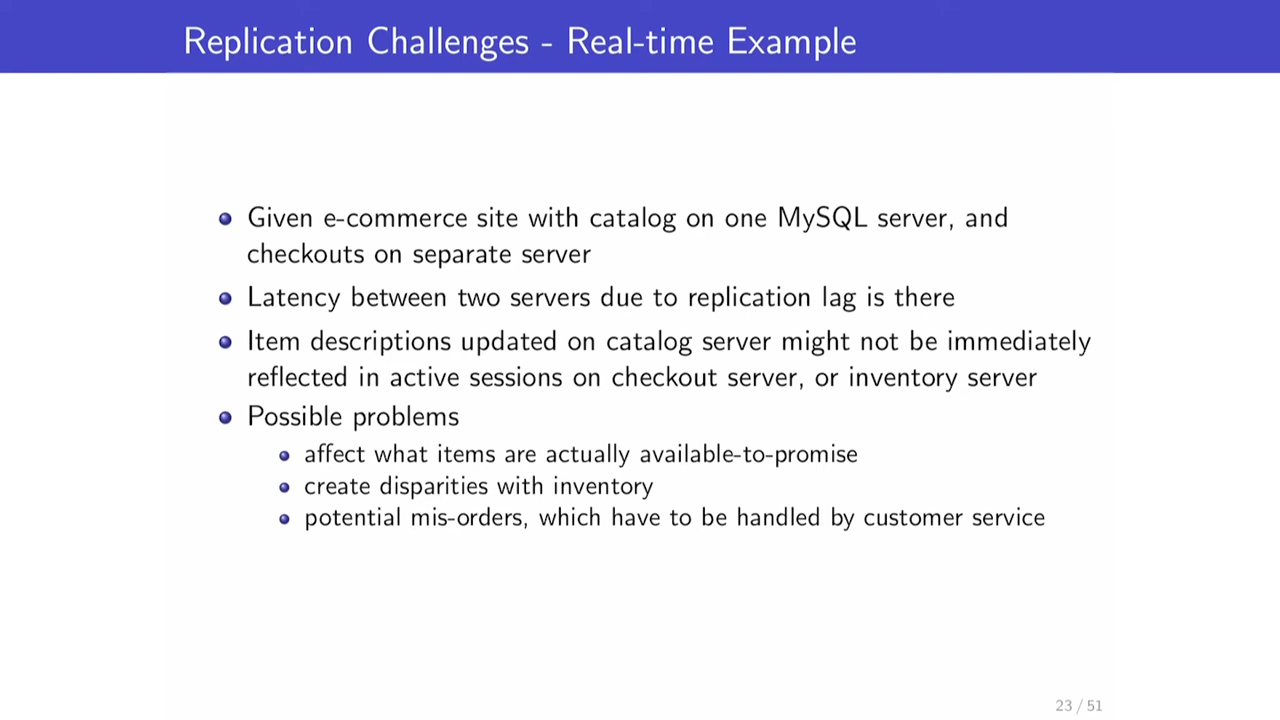 Replication Challenges - Real-time Example
Given e-commerce site with catalog on one MySQL server, and
checkouts on separate server
Latency between two servers due to replication lag is there
Item descriptions updated on catalog server might not be immediately
reflected in active sessions on checkout server, or inventory server
Possible problems
affect what items are actually available-to-promise
create disparities with inventory
potential mis-orders, which have to be handled by customer service
23 / 51